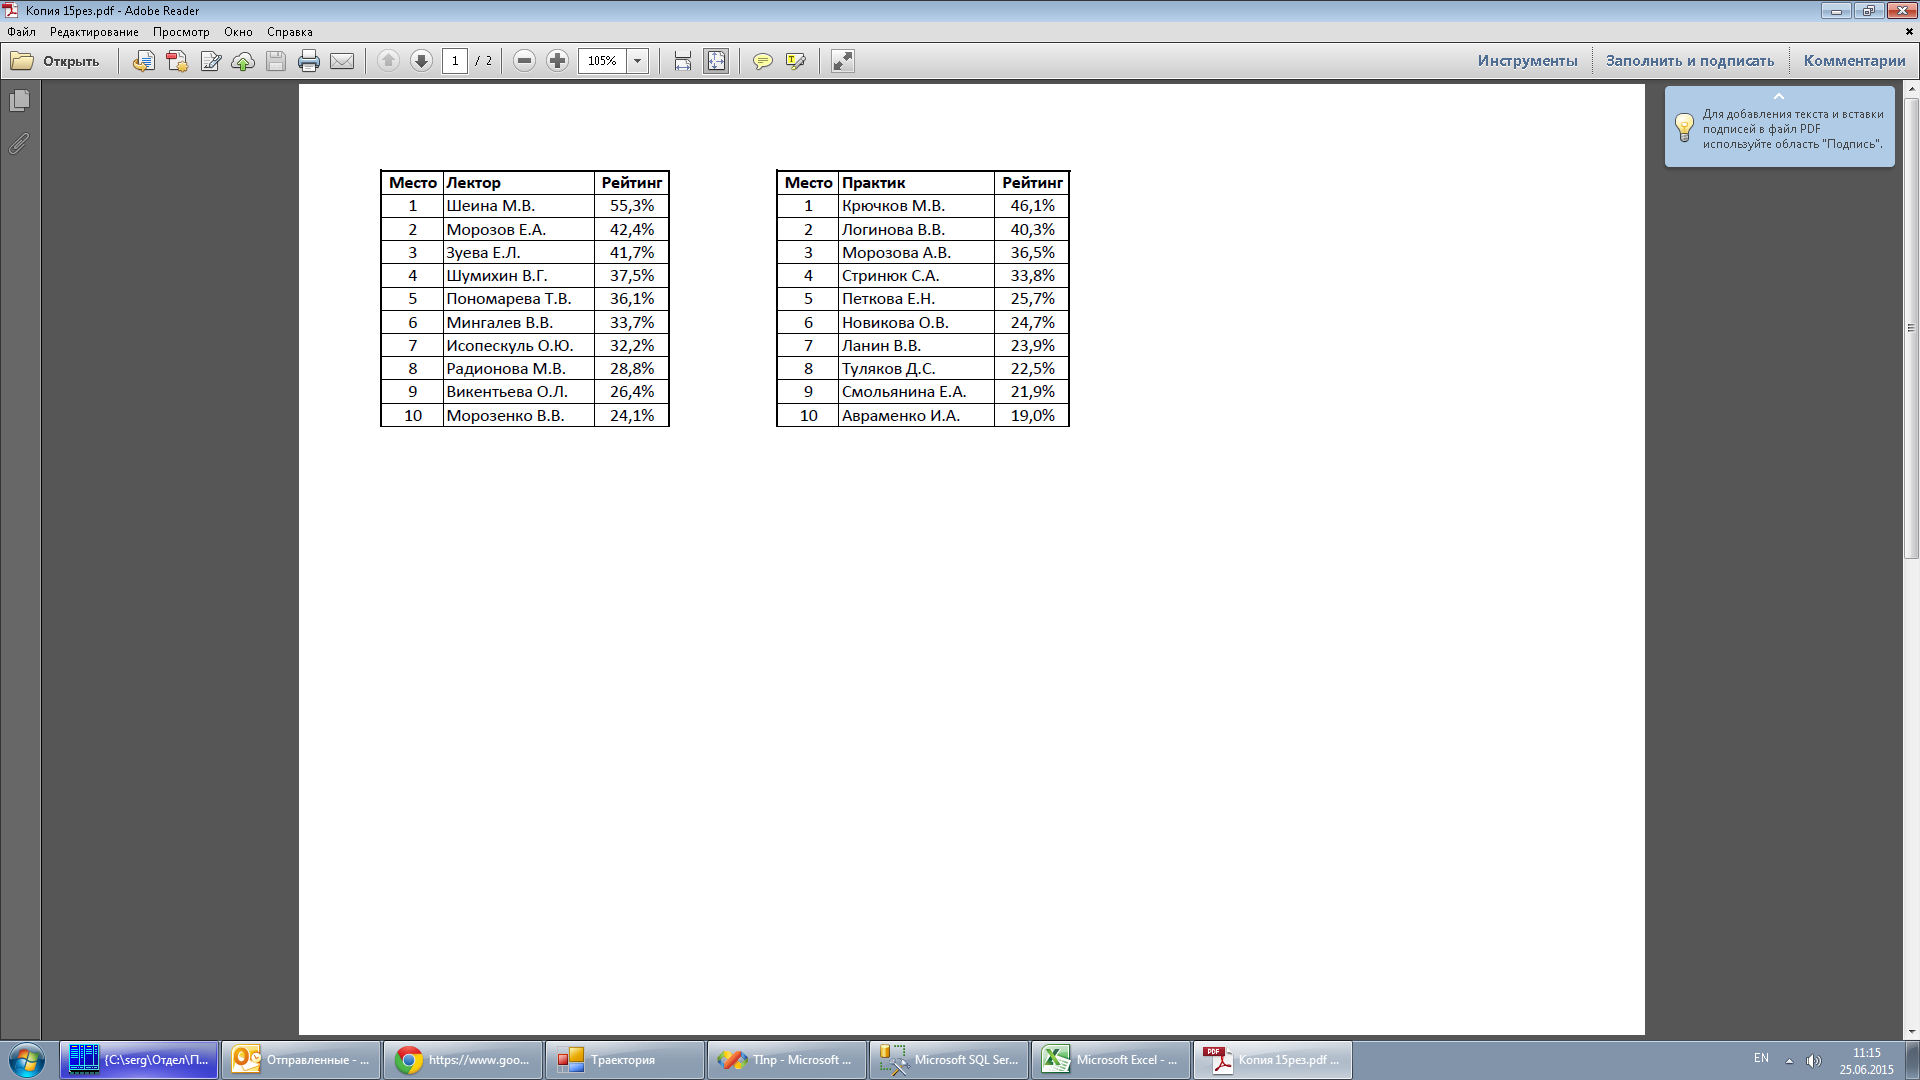 Копия 15рез.pdf - Adobe Reader
Файл Редактирование Просмотр Окно Справка
Открыть 1 / 2 105% Инструменты Заполнить и подписать Комментарии
Для добавления текста и вставки
подписей в файл PDF
используйте область "Подпись".
Место Лектор Рейтинг
1 Шеина М.В. 55,3%
2 Морозов Е.А. 42,4%
3 Зуева Е.Л. 41,7%
4 Шумихин В.Г. 37,5%
5 Пономарева Т.В. 36,1%
6 Мингалев В.В. 33,7%
7 Исопескуль О.Ю. 32,2%
8 Радионова М.В. 28,8%
9 Викентьева О.Л. 26,4%
10 Морозенко В.В. 24,1%
Место Практик Рейтинг
1 Крючков М.В. 46,1%
2 Логинова В.В. 40,3%
3 Морозова А.В. 36,5%
4 Стринюк С.А. 33,8%
5 Петкова Е.Н. 25,7%
6 Новикова О.В. 24,7%
7 Ланин В.В. 23,9%
8 Туляков Д.С. 22,5%
9 Смольянина Е.А. 21,9%
10 Авраменко И.А. 19,0%
{C:\serg\Отдел\П... Отправленные - ... https://www.goo... Траектория TInp - Microsoft ... Microsoft SQL Ser... Microsoft Excel - ... Копия 15рез.pdf ... EN 11:15
25.06.2015